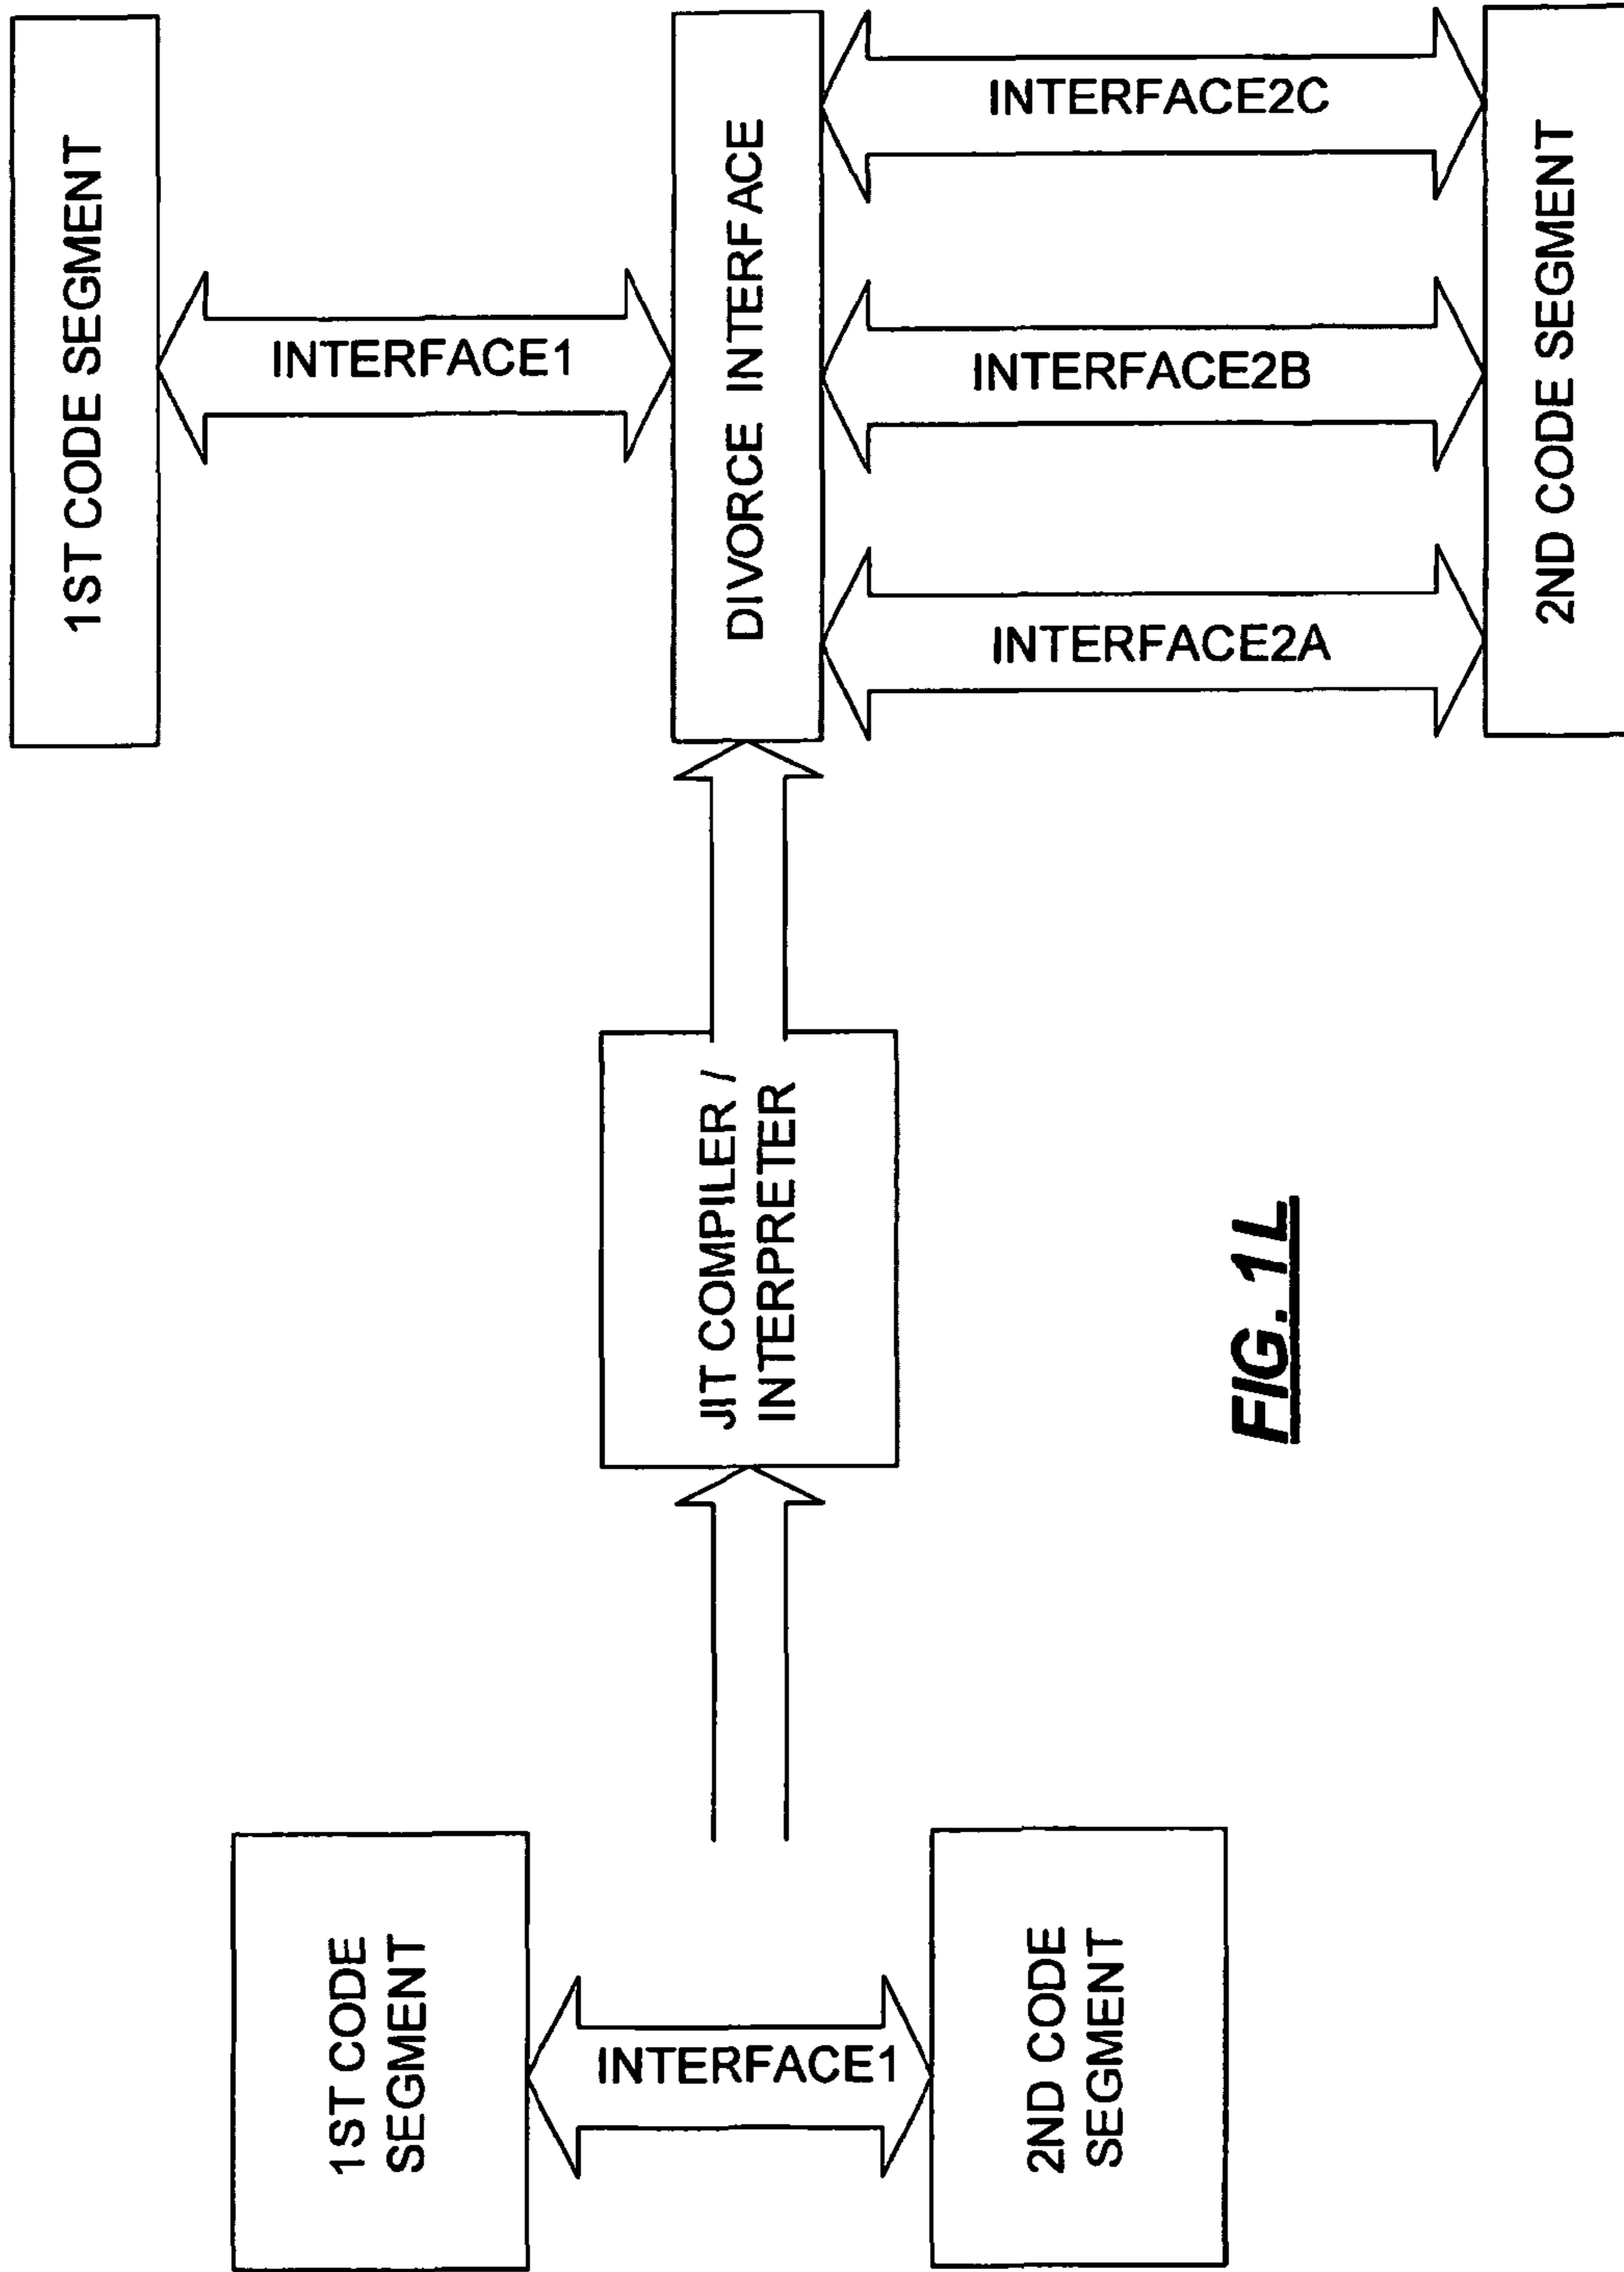 1ST CODE
SEGMENT
INTERFACE1
2ND CODE
SEGMENT
JIT COMPILER /
INTERPRETER
1ST CODE SEGMENT
INTERFACE1
DIVORCE INTERFACE
INTERFACE2A
INTERFACE2B
INTERFACE2C
2ND CODE SEGMENT
FIG. 1L